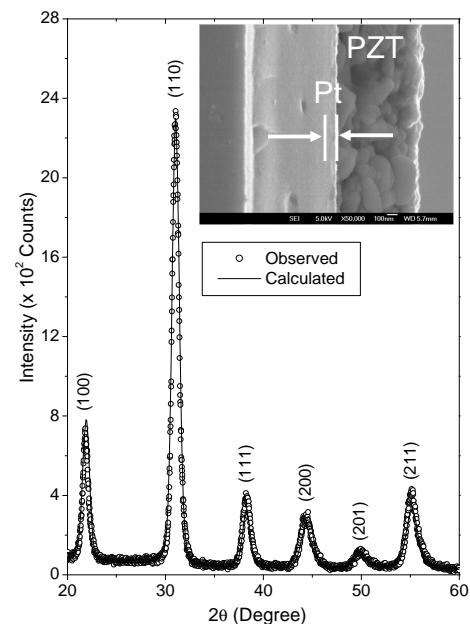 28
24
20
16
12
8
4
0
Intensity (x 10² Counts)
20 30 40 50 60
2θ (Degree)
(100)
(110)
(111)
(200)
(201)
(211)
PZT
Pt
SEI 5.0kV X50,000 100nm WD 5.7mm
Observed
Calculated